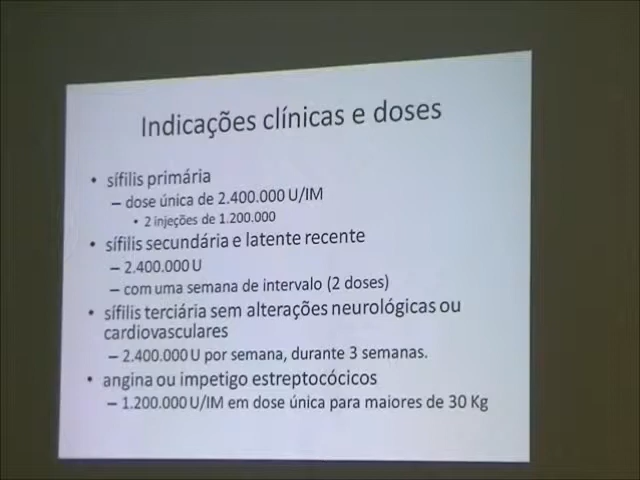 Indicações clínicas e doses
• sífilis primária
– dose única de 2.400.000 U/IM
• 2 injeções de 1.200.000
• sífilis secundária e latente recente
– 2.400.000 U
– com uma semana de intervalo (2 doses)
• sífilis terciária sem alterações neurológicas ou
cardiovasculares
– 2.400.000 U por semana, durante 3 semanas.
• angina ou impetigo estreptocócicos
– 1.200.000 U/IM em dose única para maiores de 30 Kg